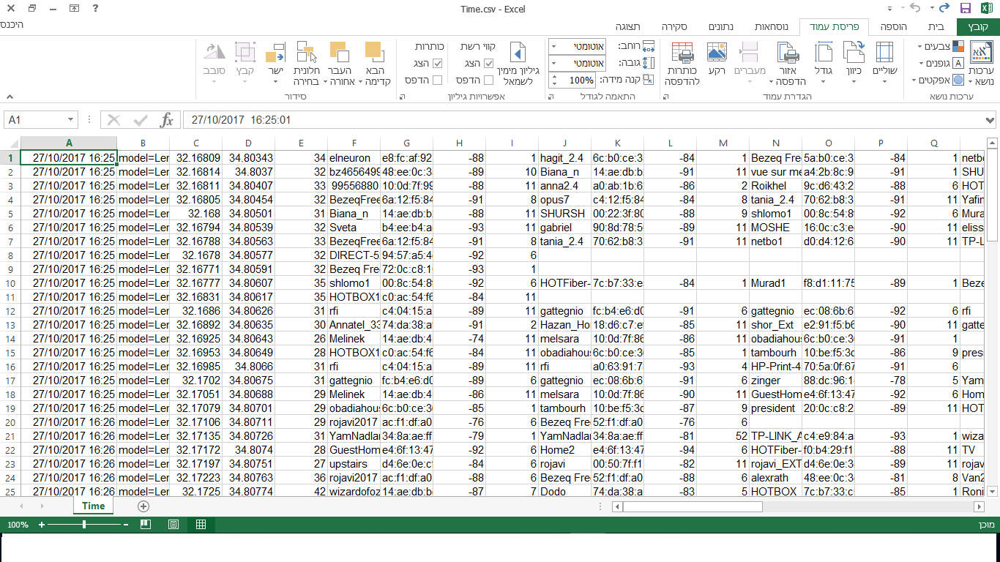 Time.csv - Excel
היכנס
קובץ בית הוספה פריסת עמוד נוסחאות נתונים סקירה תצוגה
צבעים גופנים אפקטים ערכות נושא
ערכות נושא
שוליים כיוון גודל אזור הדפסה מעברים רקע כותרות להדפסה
הגדרת עמוד
רוחב: אוטומטי
גובה: אוטומטי
קנה מידה: 100%
התאמה לגודל
גיליון מימין לשמאל
קווי רשת הצג הדפס
כותרות הצג הדפס
אפשרויות גיליון
הבא קדימה העבר אחורה חלונית בחירה ישר קבץ סובב
סידור
A1 fx 27/10/2017 16:25:01
A B C D E F G H I J K L M N O P Q
1 27/10/2017 16:25 model=Ler 32.16809 34.80343 34 elneuron e8:fc:af:92 -88 1 hagit_2.4 6c:b0:ce:3 -84 1 Bezeq Fre 5a:b0:ce:3 -84 1 netb
2 27/10/2017 16:25 model=Ler 32.16814 34.8037 32 bz4656499 48:ee:0c:3 -89 10 Biana_n 14:ae:db:b -91 11 vue sur me a4:2b:8c:9 -91 1 SHU
3 27/10/2017 16:25 model=Ler 32.16811 34.80407 33 99556880 10:0d:7f:99 -88 11 anna2.4 a0:ab:1b:6 -86 2 Roikhel 9c:d6:43:2 -88 6 HOT
4 27/10/2017 16:25 model=Ler 32.16805 34.80454 32 BezeqFree 6a:12:f5:84 -91 8 opus7 c4:12:f5:84 -84 8 tania_2.4 70:62:b8:3 -91 11 Yafin
5 27/10/2017 16:25 model=Ler 32.168 34.80501 31 Biana_n 14:ae:db:b -88 11 SHURSH 00:22:3f:80 -88 9 shlomo1 00:8c:54:8 -92 6 Mura
6 27/10/2017 16:25 model=Ler 32.16794 34.80539 32 Sveta b4:ee:b4:a -93 11 gabriel 90:8d:78:5 -89 11 MOSHE 16:0c:c3:e -90 11 eliss
7 27/10/2017 16:25 model=Ler 32.16788 34.80563 33 BezeqFree 6a:12:f5:84 -91 8 tania_2.4 70:62:b8:3 -91 11 netbo1 d0:d4:12:6 -90 11 TP-L
8 27/10/2017 16:25 model=Ler 32.1678 34.80577 32 DIRECT-5 94:57:a5:4 -92 6
9 27/10/2017 16:25 model=Ler 32.16771 34.80591 32 Bezeq Fre 72:0c:c8:1 -93 1
10 27/10/2017 16:25 model=Ler 32.16777 34.80607 35 shlomo1 00:8c:54:8 -92 6 HOTFiber- 7c:b7:33:e -84 1 Murad1 f8:d1:11:75 -89 1 Beze
11 27/10/2017 16:25 model=Ler 32.16831 34.80617 35 HOTBOX1 c0:ac:54:f6 -84 11
12 27/10/2017 16:25 model=Ler 32.1686 34.80626 31 rfi c4:04:15:a -89 11 gattegnio fc:b4:e6:d0 -91 6 gattegnio ec:08:6b:6 -92 6 rfi
13 27/10/2017 16:25 model=Ler 32.16892 34.80635 30 Annatel_33 74:da:38:a -91 2 Hazan_Ho 18:d6:c7:e -85 11 shor_Ext e2:91:f5:b6 -90 11 gatte
14 27/10/2017 16:25 model=Ler 32.16925 34.80643 26 Melinek 14:ae:db:4 -74 11 melsara 10:0d:7f:86 -86 11 obadiahou 6c:b0:ce:3 -91 1
15 27/10/2017 16:25 model=Ler 32.16953 34.80649 28 HOTBOX1 c0:ac:54:f6 -84 11 obadiahou 6c:b0:ce:3 -85 1 tambourh 10:be:f5:3 -86 9 pres
16 27/10/2017 16:25 model=Ler 32.16985 34.8066 31 rfi c4:04:15:a -89 11 rfi a0:63:91:7 -93 4 HP-Print-4 70:5a:0f:67 -91 6
17 27/10/2017 16:25 model=Ler 32.1702 34.80675 31 gattegnio fc:b4:e6:d0 -89 6 gattegnio ec:08:6b:6 -91 6 zinger 88:dc:96:1 -78 5 Yam
18 27/10/2017 16:25 model=Ler 32.17051 34.80688 29 Melinek 14:ae:db:4 -86 11 melsara 10:0d:7f:86 -90 11 GuestHom e4:6f:13:47 -92 6 Hom
19 27/10/2017 16:25 model=Ler 32.17079 34.80701 29 obadiahou 6c:b0:ce:3 -85 1 tambourh 10:be:f5:3 -87 9 president 20:0c:c8:2 -89 11 HOT
20 27/10/2017 16:26 model=Ler 32.17106 34.80711 29 rojavi2017 ac:f1:df:a0 -76 6 Bezeq Fre 52:f1:df:a0 -76 6
21 27/10/2017 16:26 model=Ler 32.17135 34.80726 31 YamNadlar 34:8a:ae:ff -79 1 YamNadlar 34:8a:ae:ff -81 52 TP-LINK_A c4:e9:84:a -93 1 wiza
22 27/10/2017 16:26 model=Ler 32.17172 34.8074 28 GuestHom e4:6f:13:47 -92 6 Home2 e4:6f:13:47 -94 6 HOTFiber- f0:b4:29:f1 -88 11 TV
23 27/10/2017 16:26 model=Ler 32.17197 34.80751 27 upstairs d4:6e:0e:c -84 6 rojavi 00:50:7f:f1 -82 11 rojavi_EXT d4:6e:0e:3 -89 11 rojav
24 27/10/2017 16:26 model=Ler 32.17223 34.80763 36 rojavi2017 ac:f1:df:a0 -88 6 Bezeq Fre 52:f1:df:a0 -88 6 alexrath 48:ee:0c:3 -81 8 Van2
25 27/10/2017 16:26 model=Ler 32.1725 34.80774 42 wizardofoz 14:ae:db:b -87 7 Dodo 74:da:38:a -83 5 HOTBOX 7c:b7:33:c -85 1 Roni
Time
100% מוכן